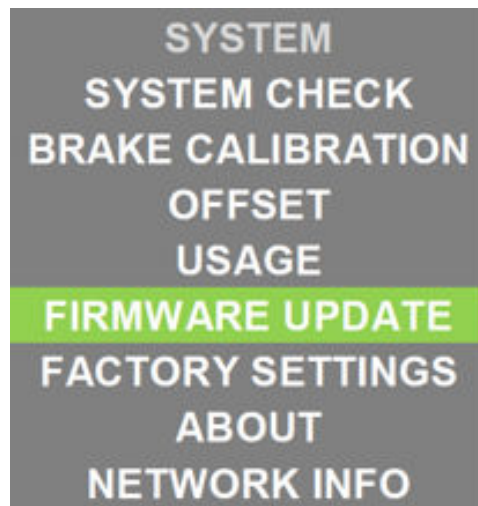 SYSTEM
SYSTEM CHECK
BRAKE CALIBRATION
OFFSET
USAGE
FIRMWARE UPDATE
FACTORY SETTINGS
ABOUT
NETWORK INFO